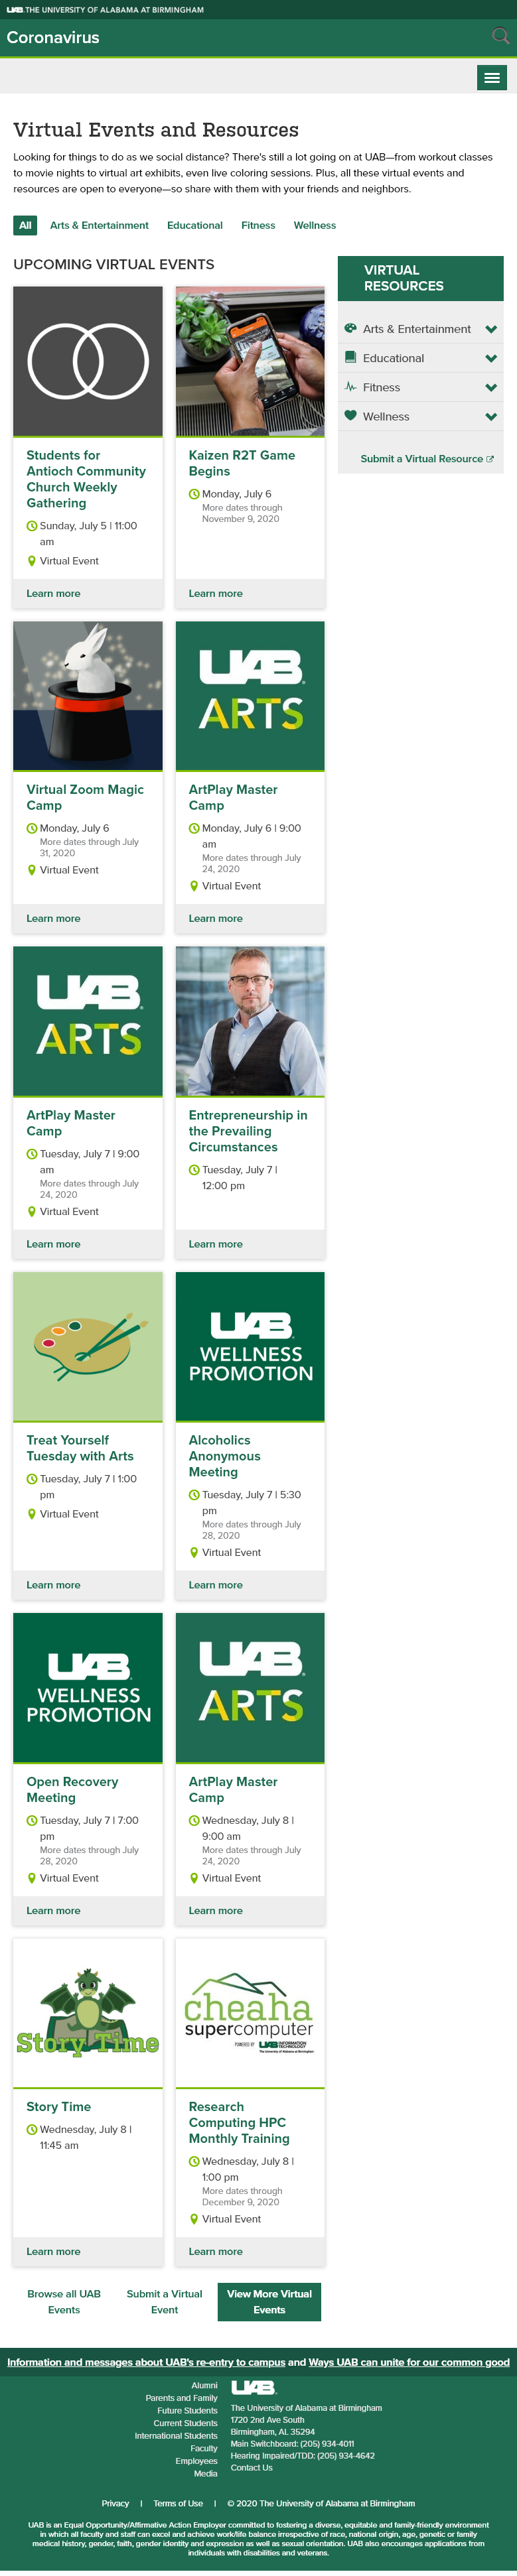 UAB THE UNIVERSITY OF ALABAMA AT BIRMINGHAM
Coronavirus
Virtual Events and Resources
Looking for things to do as we social distance? There's still a lot going on at UAB—from workout classes
to movie nights to virtual art exhibits, even live coloring sessions. Plus, all these virtual events and
resources are open to everyone—so share with them with your friends and neighbors.
All Arts & Entertainment Educational Fitness Wellness
UPCOMING VIRTUAL EVENTS
Students for
Antioch Community
Church Weekly
Gathering
Sunday, July 5 | 11:00
am
Virtual Event
Learn more
Kaizen R2T Game
Begins
Monday, July 6
More dates through
November 9, 2020
Learn more
Virtual Zoom Magic
Camp
Monday, July 6
More dates through July
31, 2020
Virtual Event
Learn more
UAB
ARTS
ArtPlay Master
Camp
Monday, July 6 | 9:00
am
More dates through July
24, 2020
Virtual Event
Learn more
UAB
ARTS
ArtPlay Master
Camp
Tuesday, July 7 | 9:00
am
More dates through July
24, 2020
Virtual Event
Learn more
Entrepreneurship in
the Prevailing
Circumstances
Tuesday, July 7 |
12:00 pm
Learn more
Treat Yourself
Tuesday with Arts
Tuesday, July 7 | 1:00
pm
Virtual Event
Learn more
UAB
WELLNESS
PROMOTION
Alcoholics
Anonymous
Meeting
Tuesday, July 7 | 5:30
pm
More dates through July
28, 2020
Virtual Event
Learn more
UAB
WELLNESS
PROMOTION
Open Recovery
Meeting
Tuesday, July 7 | 7:00
pm
More dates through July
28, 2020
Virtual Event
Learn more
UAB
ARTS
ArtPlay Master
Camp
Wednesday, July 8 |
9:00 am
More dates through July
24, 2020
Virtual Event
Learn more
Story Time
Story Time
Wednesday, July 8 |
11:45 am
Learn more
cheaha
supercomputer
POWERED BY UAB INFORMATION TECHNOLOGY
The University of Alabama at Birmingham
Research
Computing HPC
Monthly Training
Wednesday, July 8 |
1:00 pm
More dates through
December 9, 2020
Virtual Event
Learn more
Browse all UAB
Events
Submit a Virtual
Event
View More Virtual
Events
VIRTUAL
RESOURCES
Arts & Entertainment
Educational
Fitness
Wellness
Submit a Virtual Resource
Information and messages about UAB's re-entry to campus and Ways UAB can unite for our common good
Alumni
Parents and Family
Future Students
Current Students
International Students
Faculty
Employees
Media
UAB
The University of Alabama at Birmingham
1720 2nd Ave South
Birmingham, AL 35294
Main Switchboard: (205) 934-4011
Hearing Impaired/TDD: (205) 934-4642
Contact Us
Privacy | Terms of Use | © 2020 The University of Alabama at Birmingham
UAB is an Equal Opportunity/Affirmative Action Employer committed to fostering a diverse, equitable and family-friendly environment
in which all faculty and staff can excel and achieve work/life balance irrespective of race, national origin, age, genetic or family
medical history, gender, faith, gender identity and expression as well as sexual orientation. UAB also encourages applications from
individuals with disabilities and veterans.